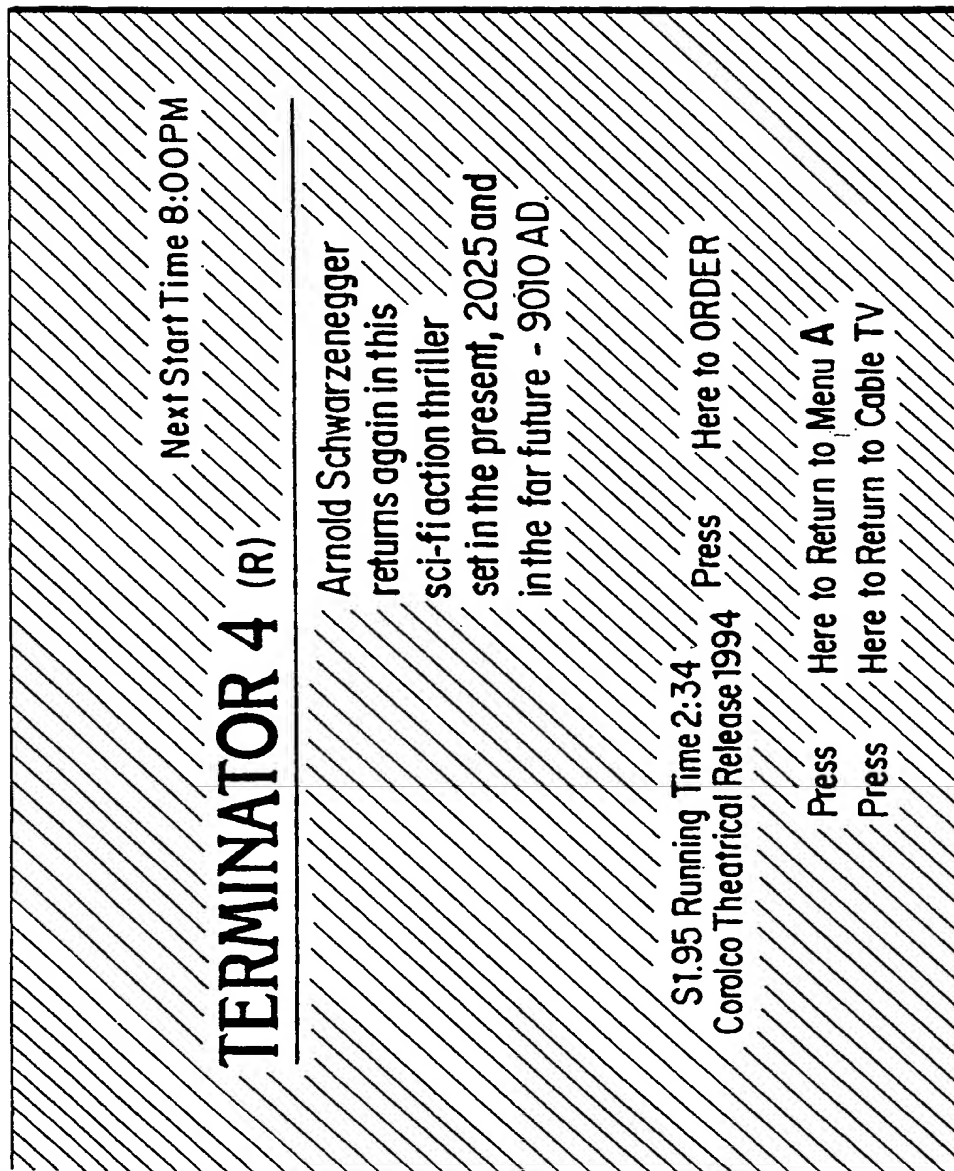 Next Start Time 8:00PM
TERMINATOR 4 (R)
Arnold Schwarzenegger
returns again in this
sci-fi action thriller
set in the present, 2025 and
in the far future - 9010 AD.
$1.95 Running Time 2:34
Corolco Theatrical Release 1994
Press Here to ORDER
Press Here to Return to Menu A
Press Here to Return to Cable TV